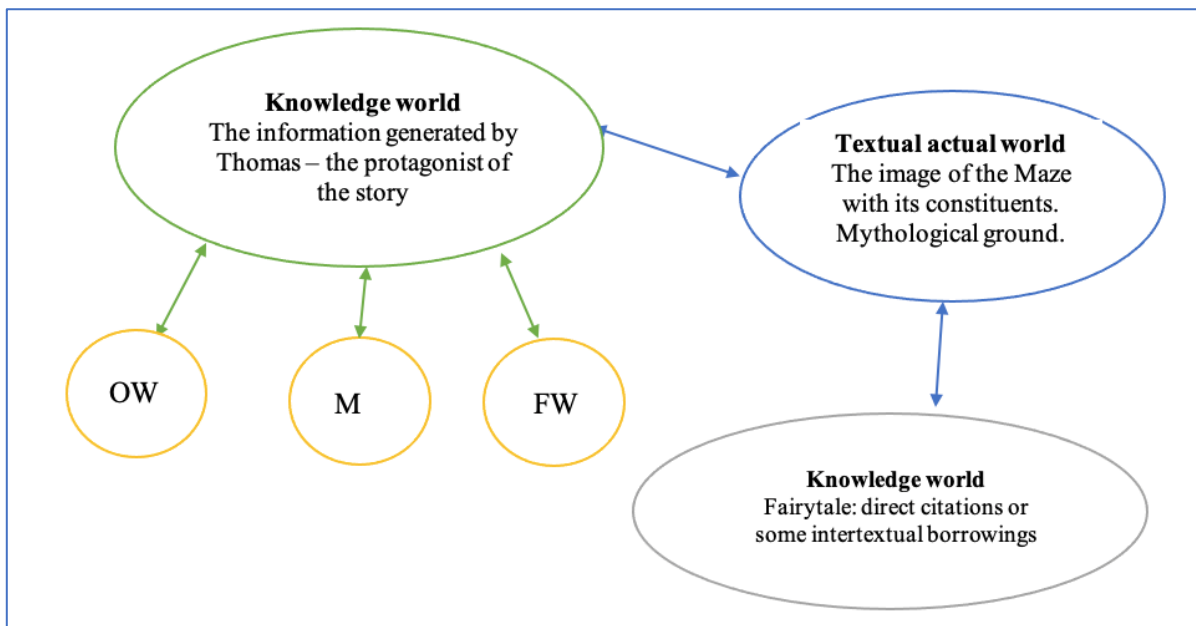 Knowledge world
The information generated by
Thomas – the protagonist of
the story
Textual actual world
The image of the Maze
with its constituents.
Mythological ground.
OW
M
FW
Knowledge world
Fairytale: direct citations or
some intertextual borrowings